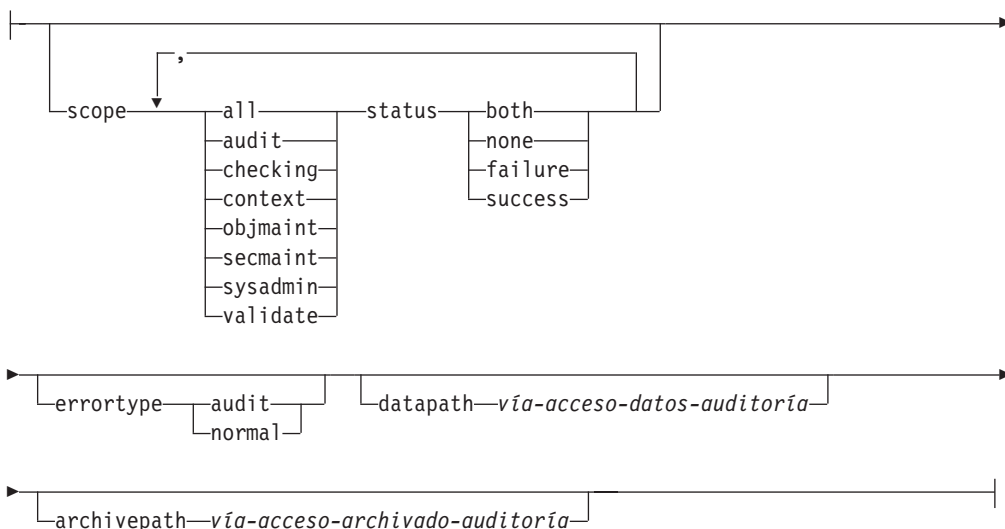 ,
scope all status both
audit none
checking failure
context success
objmaint
secmaint
sysadmin
validate
errortype audit datapath vía-acceso-datos-auditoría
normal
archivepath vía-acceso-archivado-auditoría